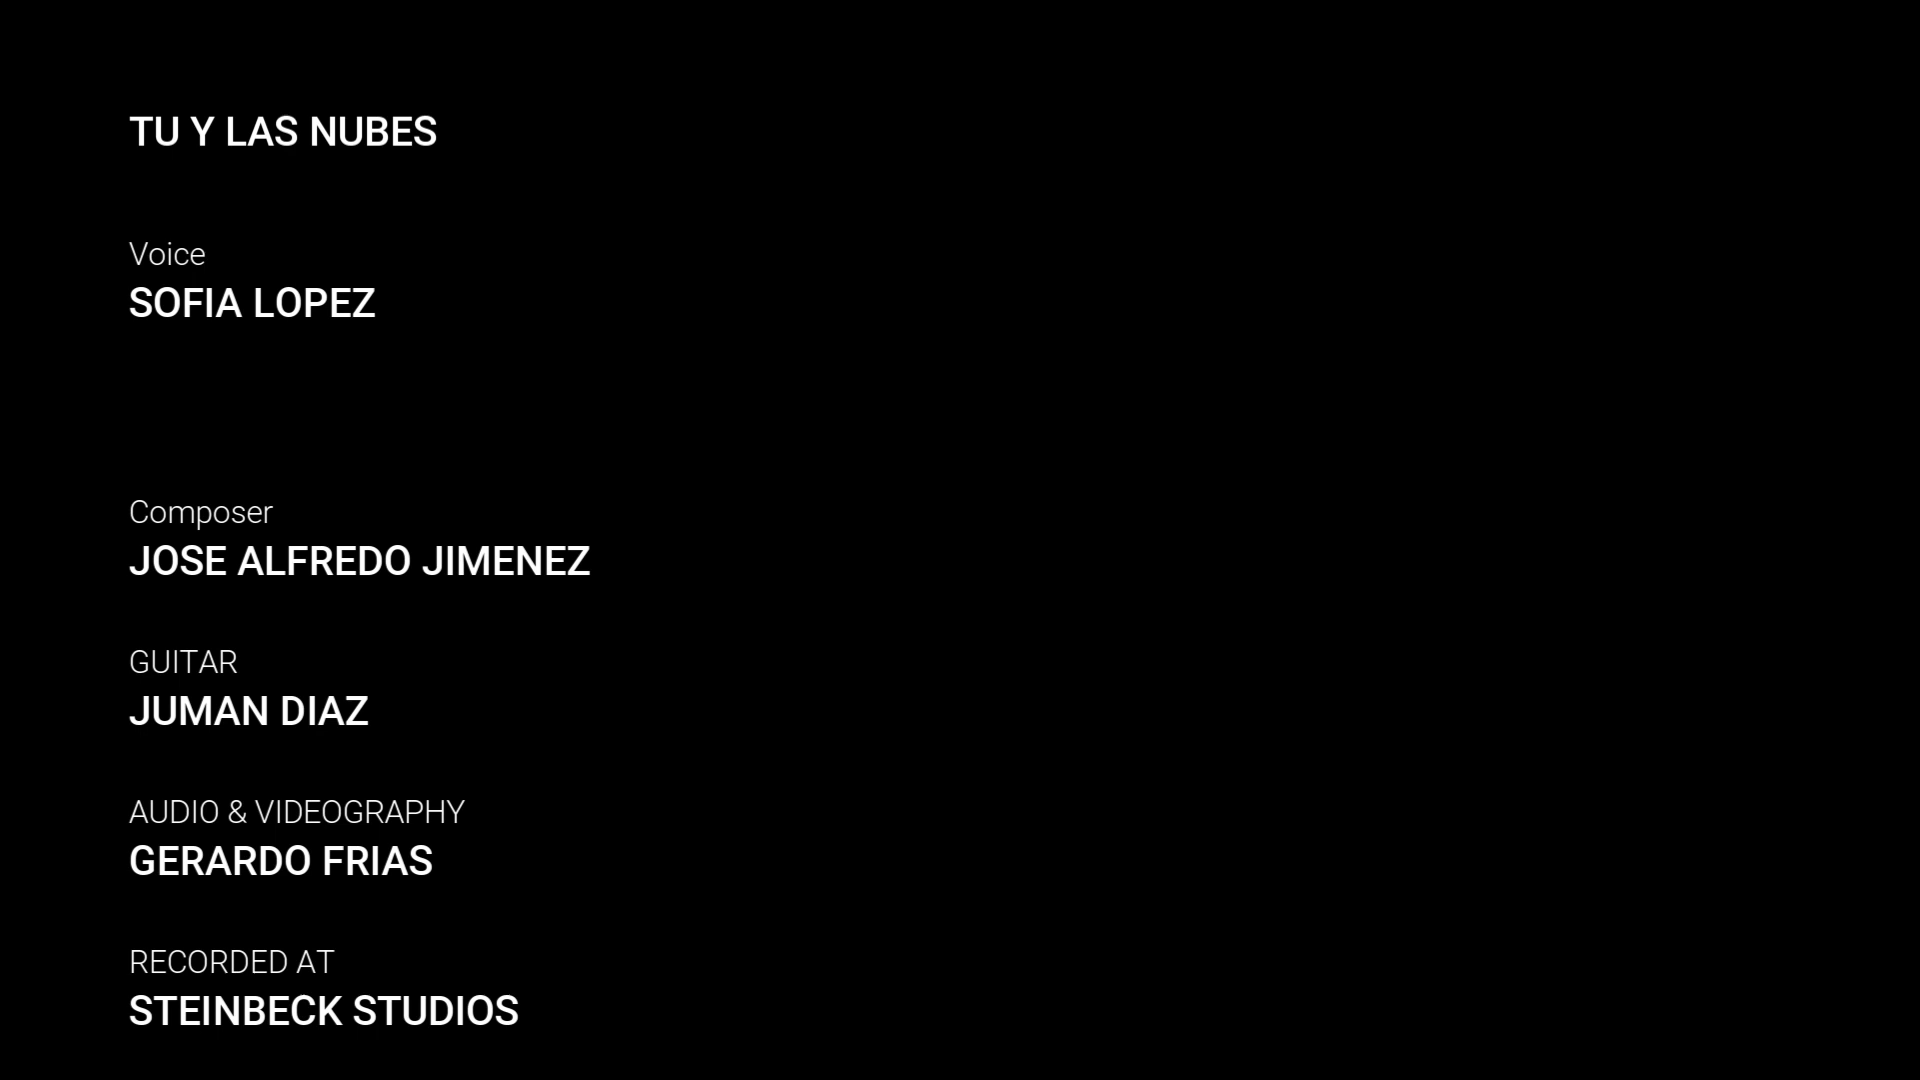 TU Y LAS NUBES
Voice
SOFIA LOPEZ
Composer
JOSE ALFREDO JIMENEZ
GUITAR
JUMAN DIAZ
AUDIO & VIDEOGRAPHY
GERARDO FRIAS
RECORDED AT
STEINBECK STUDIOS